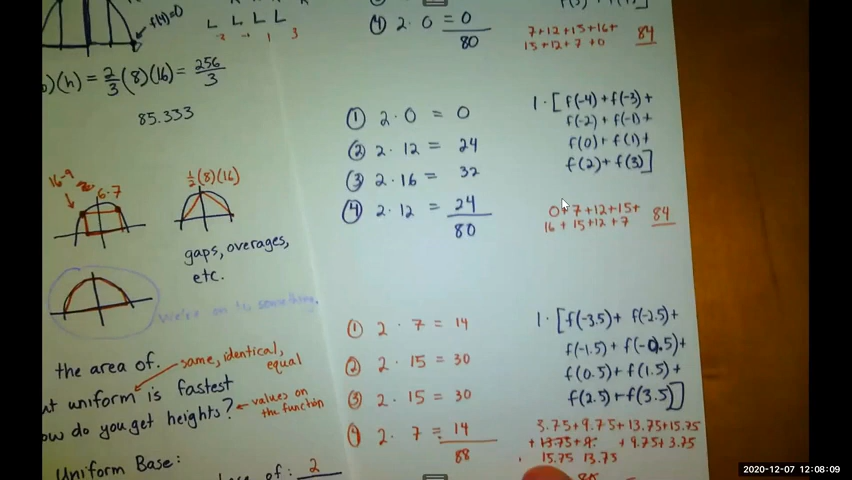 f(4)=0
L L L L
-2 -1 1 3
(h) = 2/3 (8)(16) = 256/3
85.333
16-9
6·7
1/2(8)(16)
gaps, overages,
etc.
We're on to something.
the area of.
same, identical,
equal
uniform is fastest
do you get heights?
values on
the function
Uniform Base:
of: 2
④ 2·0 = 0
80
① 2·0 = 0
② 2·12 = 24
③ 2·16 = 32
④ 2·12 = 24
80
① 2·7 = 14
② 2·15 = 30
③ 2·15 = 30
④ 2·7 = 14
88
7+12+15+16+
15+12+7+0
84
1·[f(-4)+f(-3)+
f(-2)+f(-1)+
f(0)+f(1)+
f(2)+f(3)]
0+7+12+15+
16+15+12+7
84
1·[f(-3.5)+f(-2.5)+
f(-1.5)+f(-0.5)+
f(0.5)+f(1.5)+
f(2.5)+f(3.5)]
3.75+9.75+13.75+15.75
+9.75+3.75
15.75 13.75
2020-12-07 12:08:09